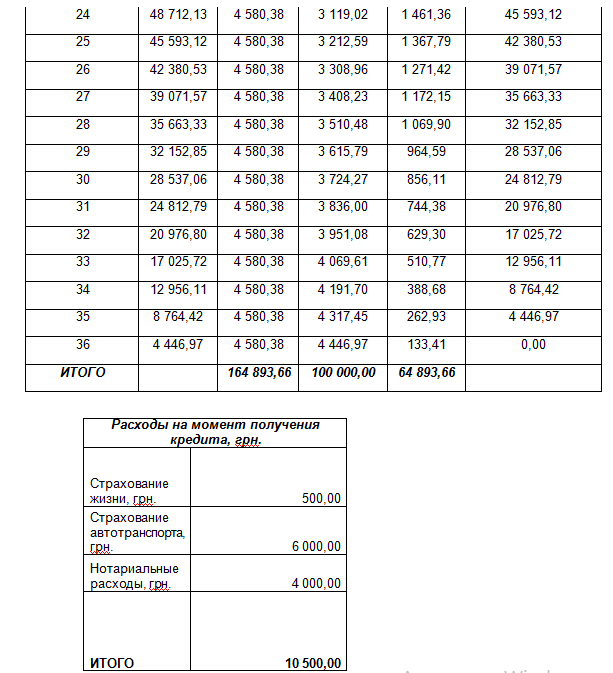 24 48 712,13 4 580,38 3 119,02 1 461,36 45 593,12
25 45 593,12 4 580,38 3 212,59 1 367,79 42 380,53
26 42 380,53 4 580,38 3 308,96 1 271,42 39 071,57
27 39 071,57 4 580,38 3 408,23 1 172,15 35 663,33
28 35 663,33 4 580,38 3 510,48 1 069,90 32 152,85
29 32 152,85 4 580,38 3 615,79 964,59 28 537,06
30 28 537,06 4 580,38 3 724,27 856,11 24 812,79
31 24 812,79 4 580,38 3 836,00 744,38 20 976,80
32 20 976,80 4 580,38 3 951,08 629,30 17 025,72
33 17 025,72 4 580,38 4 069,61 510,77 12 956,11
34 12 956,11 4 580,38 4 191,70 388,68 8 764,42
35 8 764,42 4 580,38 4 317,45 262,93 4 446,97
36 4 446,97 4 580,38 4 446,97 133,41 0,00
ИТОГО 164 893,66 100 000,00 64 893,66
Расходы на момент получения
кредита, грн.
Страхование
жизни, грн. 500,00
Страхование
автотранспорта,
грн. 6 000,00
Нотариальные
расходы, грн. 4 000,00
ИТОГО 10 500,00